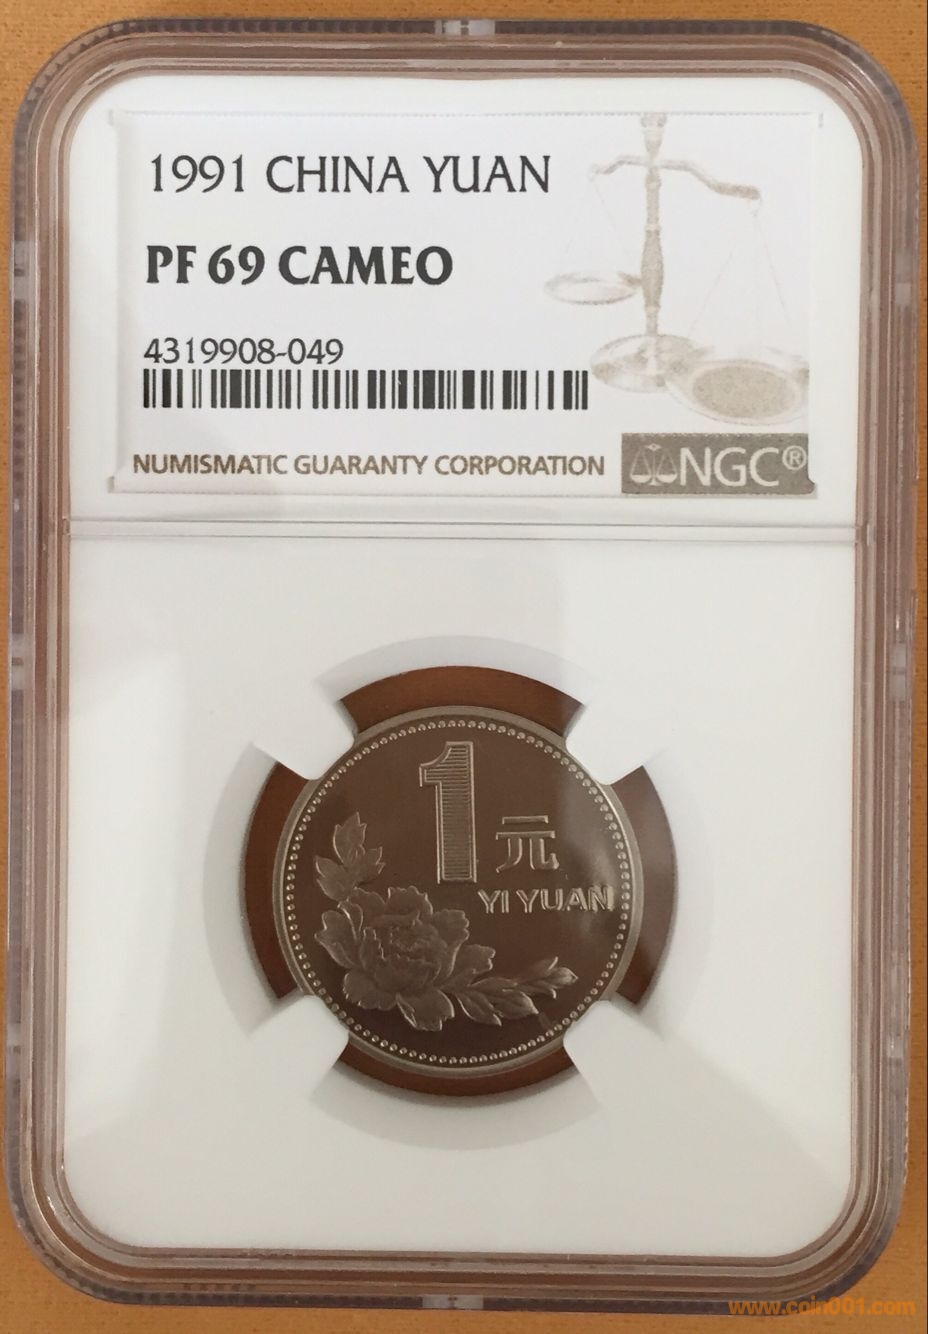 1991 CHINA YUAN
PF 69 CAMEO
4319908-049
NUMISMATIC GUARANTY CORPORATION
NGC®
1
元
YI YUAN
www.coin001.com